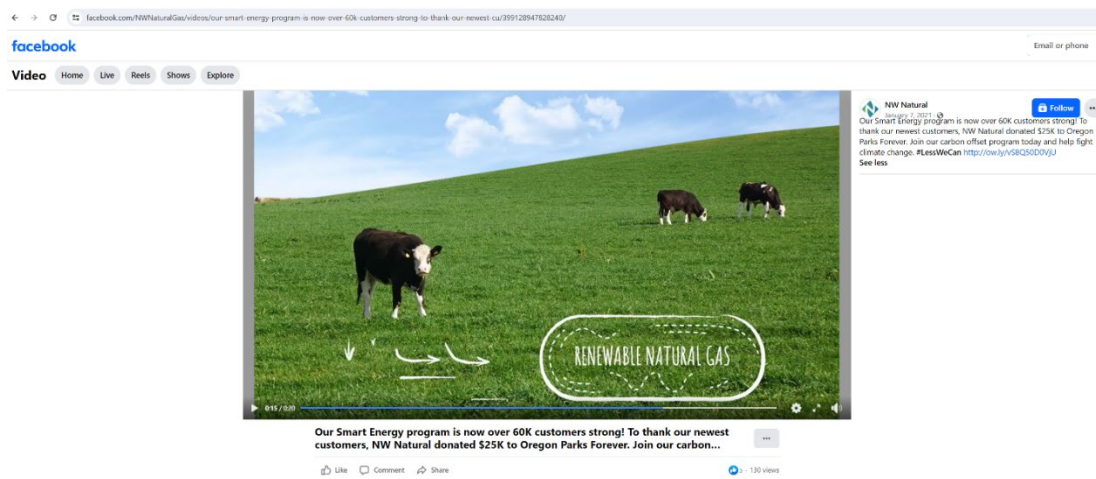 facebook.com/NWNaturalGas/videos/our-smart-energy-program-is-now-over-60k-customers-strong-to-thank-our-newest-cu/399128947828240/
facebook
Email or phone
Video Home Live Reels Shows Explore
NW Natural
Follow
January 7, 2021
Our Smart Energy program is now over 60K customers strong! To
thank our newest customers, NW Natural donated $25K to Oregon
Parks Forever. Join our carbon offset program today and help fight
climate change. #LessWeCan
See less
RENEWABLE NATURAL GAS
0:15 / 0:20
Our Smart Energy program is now over 60K customers strong! To thank our newest
customers, NW Natural donated $25K to Oregon Parks Forever. Join our carbon...
Like Comment Share
3 · 130 views